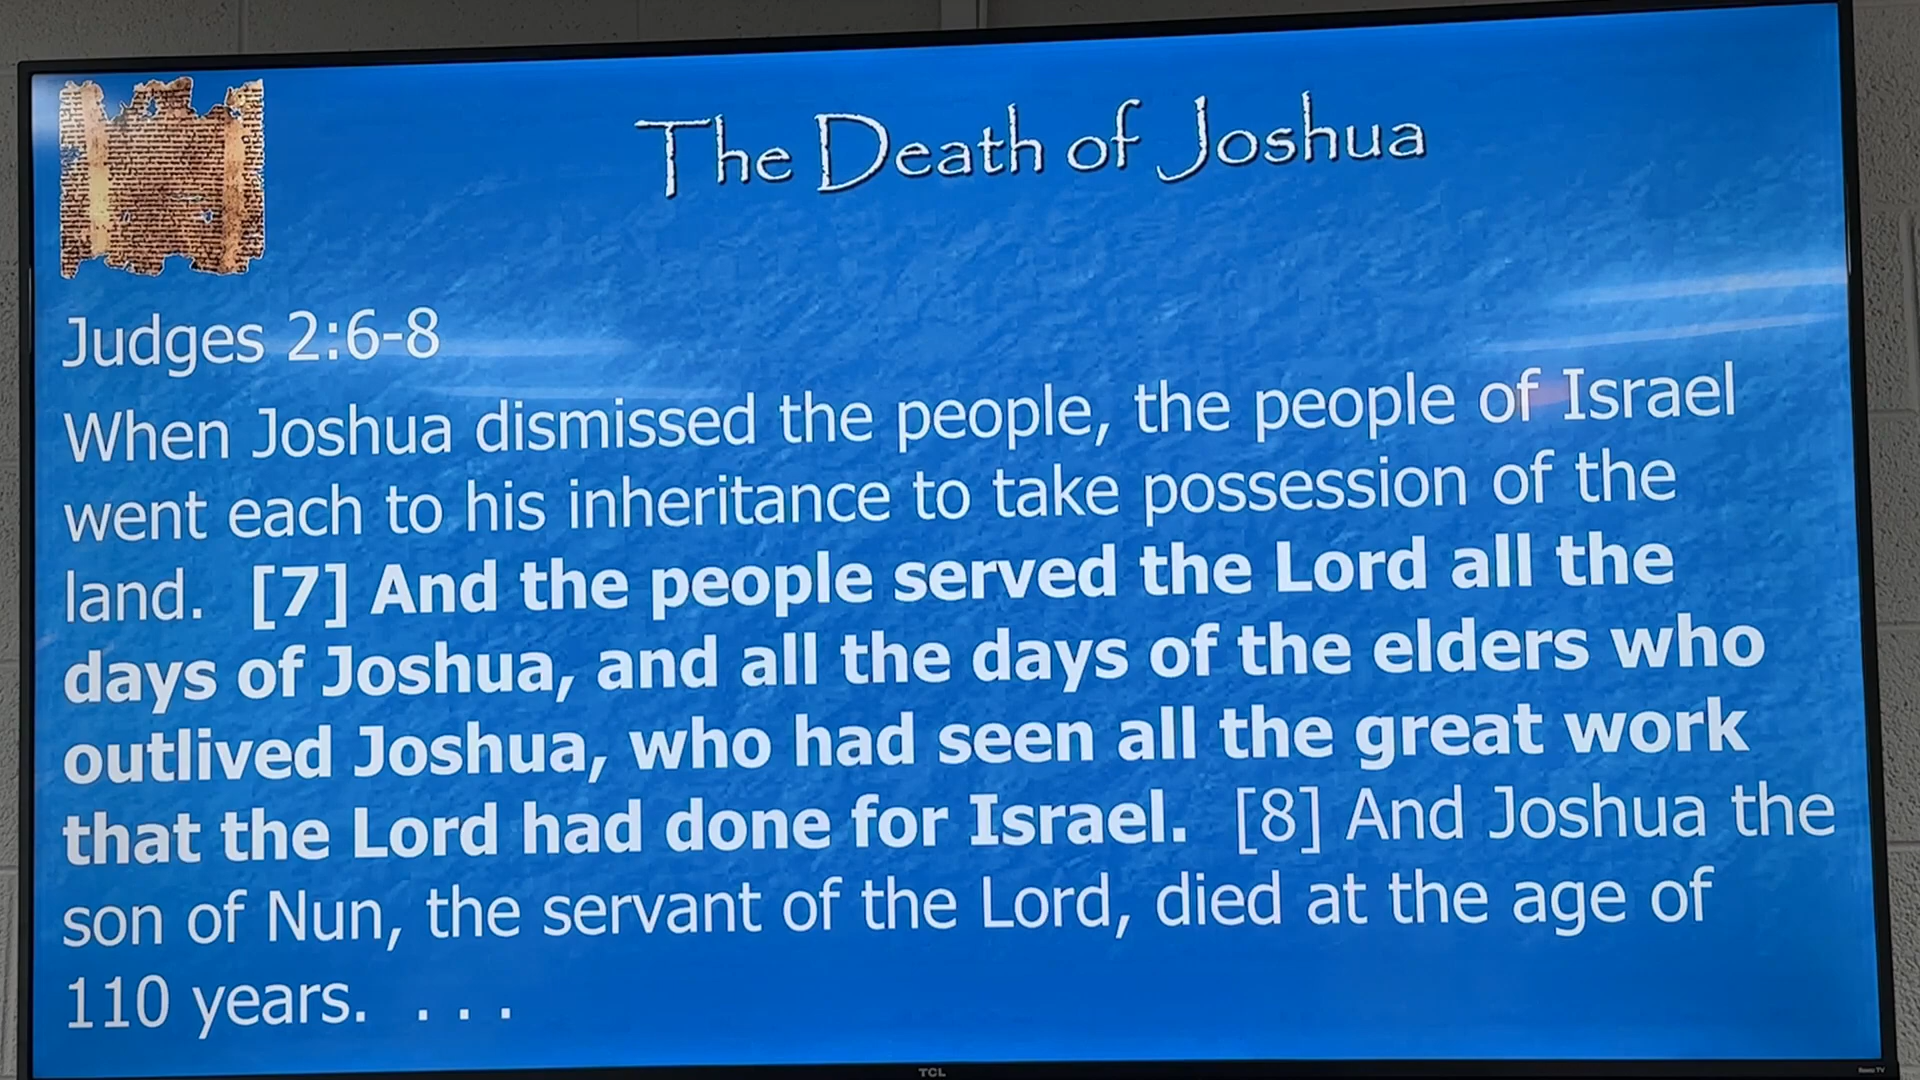 The Death of Joshua
Judges 2:6-8
When Joshua dismissed the people, the people of Israel
went each to his inheritance to take possession of the
land. [7] And the people served the Lord all the
days of Joshua, and all the days of the elders who
outlived Joshua, who had seen all the great work
that the Lord had done for Israel. [8] And Joshua the
son of Nun, the servant of the Lord, died at the age of
110 years. . . .
TCL
Roku TV